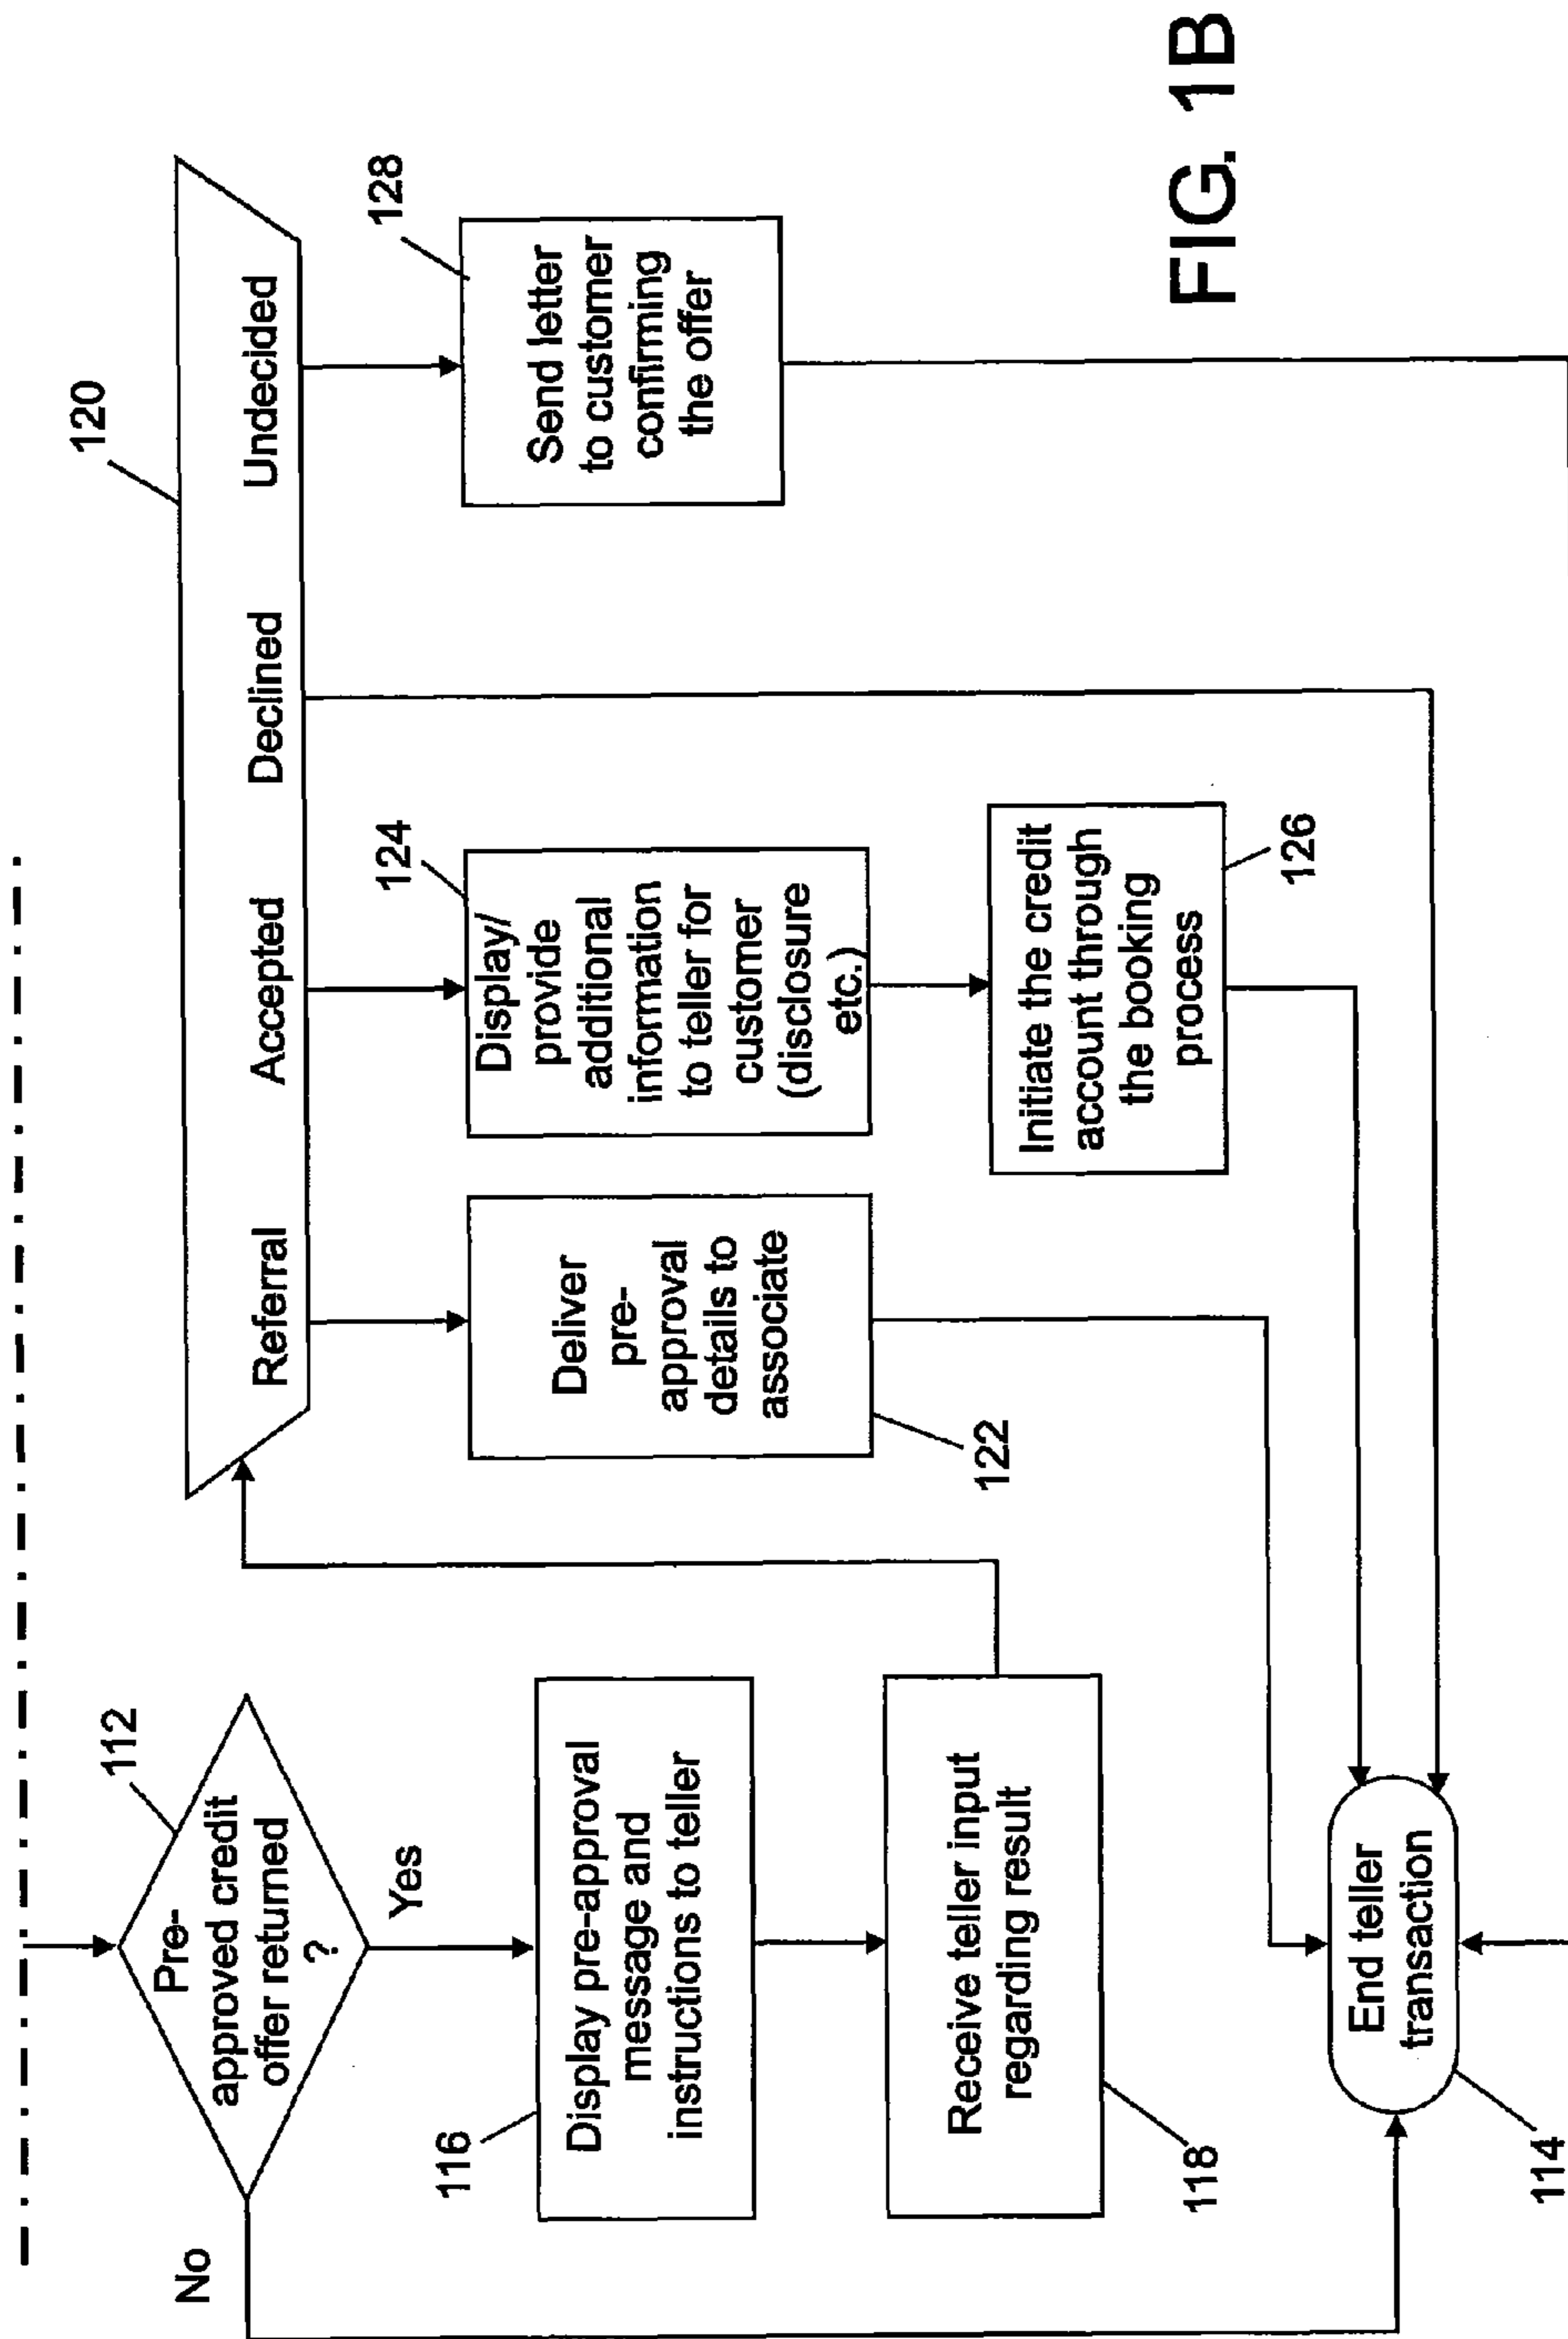 112
Pre-
approved credit
offer returned
?
No
Yes
116
Display pre-approval
message and
instructions to teller
Receive teller input
regarding result
118
End teller
transaction
114
120
Referral
Accepted
Declined
Undecided
Deliver
pre-
approval
details to
associate
122
124
Display/
provide
additional
information
to teller for
customer
(disclosure
etc.)
Initiate the credit
account through
the booking
process
126
128
Send letter
to customer
confirming
the offer
FIG. 1B